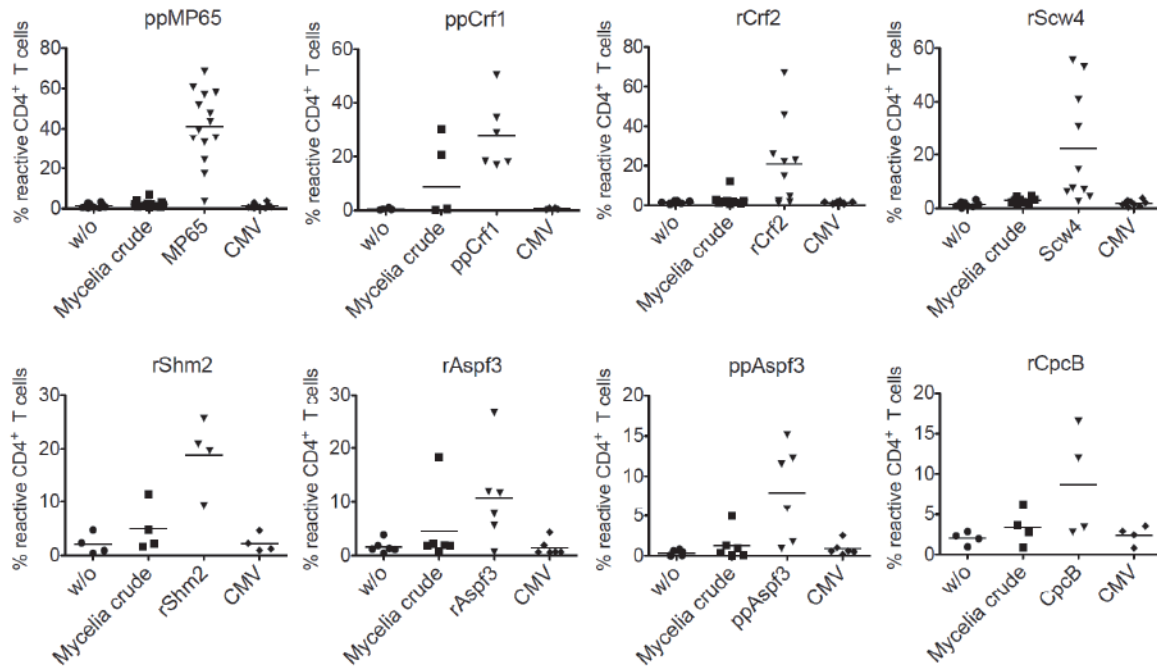 ppMP65
% reactive CD4+ T cells
80
60
40
20
0
w/o
Mycelia crude
MP65
CMV
ppCrf1
% reactive CD4+ T cells
60
40
20
0
w/o
Mycelia crude
ppCrf1
CMV
rCrf2
% reactive CD4+ T cells
80
60
40
20
0
w/o
Mycelia crude
rCrf2
CMV
rScw4
% reactive CD4+ T cells
60
40
20
0
w/o
Mycelia crude
Scw4
CMV
rShm2
% reactive CD4+ T cells
30
20
10
0
w/o
Mycelia crude
rShm2
CMV
rAspf3
% reactive CD4+ T cells
30
20
10
0
w/o
Mycelia crude
rAspf3
CMV
ppAspf3
% reactive CD4+ T cells
20
15
10
5
0
w/o
Mycelia crude
ppAspf3
CMV
rCpcB
% reactive CD4+ T cells
20
15
10
5
0
w/o
Mycelia crude
CpcB
CMV